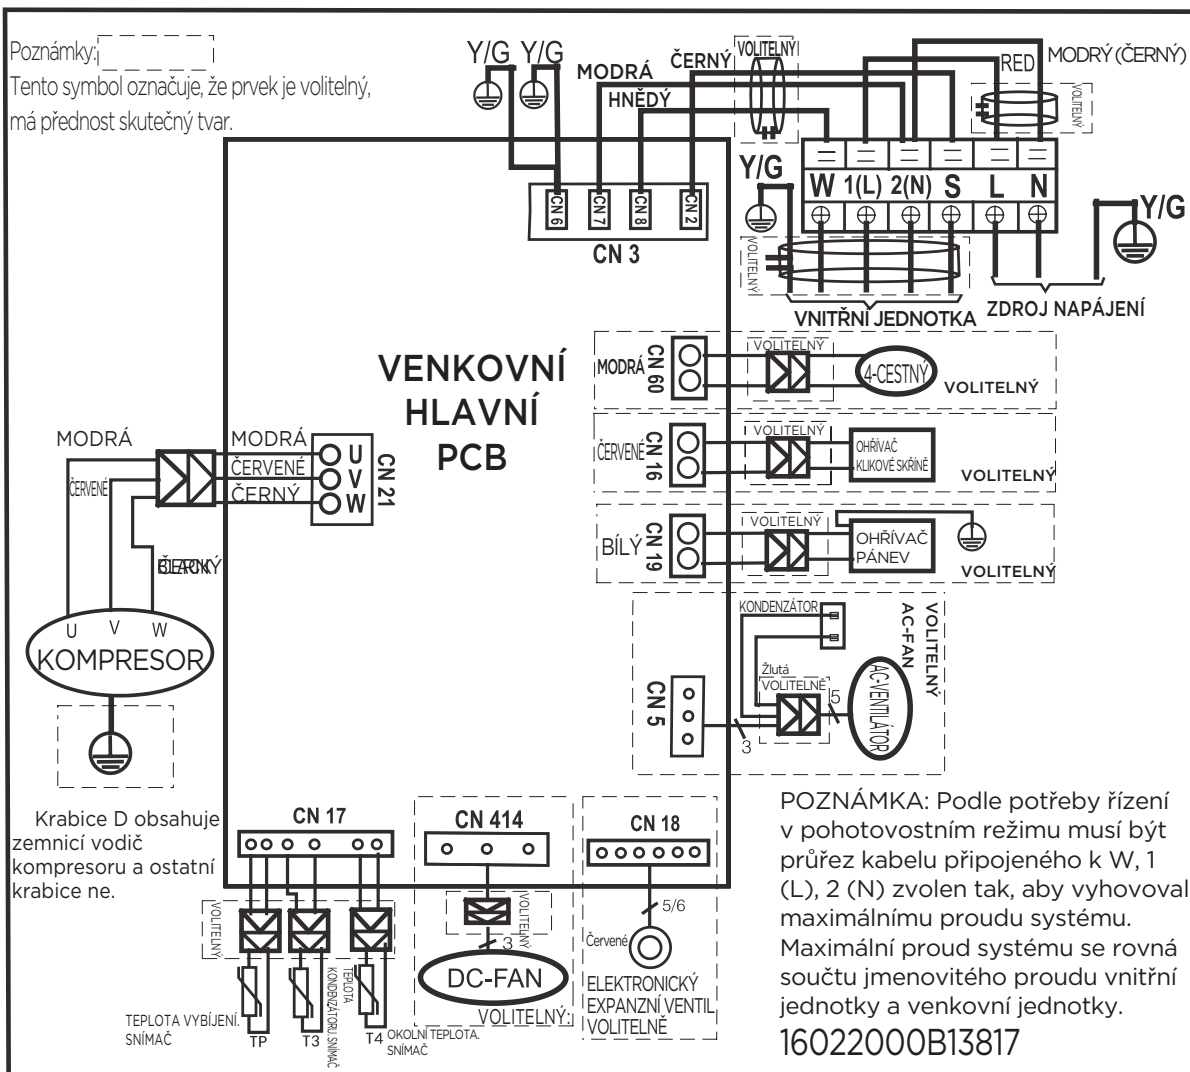 Poznámky:
Tento symbol označuje, že prvek je volitelný,
má přednost skutečný tvar.
Y/G Y/G
MODRÁ
HNĚDÝ
ČERNÝ
VOLITELNÝ
RED
MODRÝ (ČERNÝ)
VOLITELNÝ
CN 6
CN 7
CN 8
CN 2
CN 3
Y/G
W 1(L) 2(N) S L N
Y/G
VOLITELNÝ
VNITŘNI JEDNOTKA
ZDROJ NAPÁJENÍ
VENKOVNÍ
HLAVNÍ
PCB
MODRÁ
CN 60
VOLITELNÝ
4-CESTNÝ
VOLITELNÝ
ČERVENÉ
CN 16
VOLITELNÝ
OHŘÍVAČ
KLIKOVÉ SKŘÍNĚ
VOLITELNÝ
BÍLÝ
CN 19
VOLITELNÝ
OHŘÍVAČ
PÁNEV
VOLITELNÝ
MODRÁ
ČERVENÉ
MODRÁ
ČERVENÉ
ČERNÝ
U
V
W
CN 21
ČERNÝ
U V W
KOMPRESOR
KONDENZÁTOR
VOLITELNÝ
AC-FAN
Žlutá
VOLITELNĚ
5
AC-VENTILÁTOR
CN 5
3
Krabice D obsahuje
zemnicí vodič
kompresoru a ostatní
krabice ne.
CN 17
CN 414
CN 18
VOLITELNÝ
VOLITELNÝ
3
DC-FAN
VOLITELNÝ:
5/6
Červené
ELEKTRONICKÝ
EXPANZNÍ VENTIL
VOLITELNĚ
TEPLOTA VYBÍJENÍ.
SNÍMAČ
TP
T3
TEPLOTA
KONDENZÁTORU. SNÍMAČ
T4
OKOLNÍ TEPLOTA.
SNÍMAČ
POZNÁMKA: Podle potřeby řízení
v pohotovostním režimu musí být
průřez kabelu připojeného k W, 1
(L), 2 (N) zvolen tak, aby vyhovoval
maximálnímu proudu systému.
Maximální proud systému se rovná
součtu jmenovitého proudu vnitřní
jednotky a venkovní jednotky.
16022000B13817